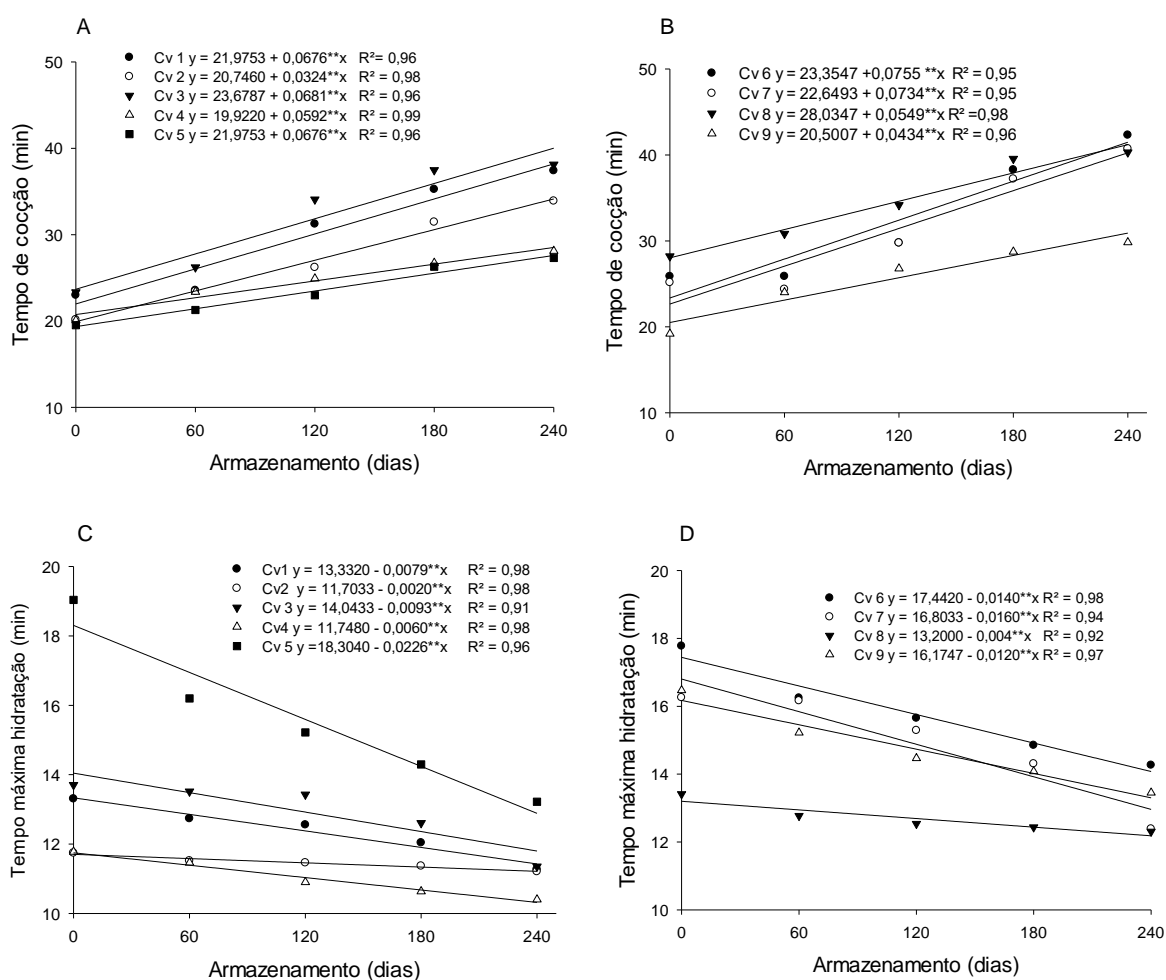 A
Cv 1 y = 21,9753 + 0,0676**x R²= 0,96
Cv 2 y = 20,7460 + 0,0324**x R² = 0,98
Cv 3 y = 23,6787 + 0,0681**x R² = 0,96
Cv 4 y = 19,9220 + 0,0592**x R² = 0,99
Cv 5 y = 21,9753 + 0,0676**x R² = 0,96
Tempo de cocção (min)
50
40
30
20
10
0 60 120 180 240
Armazenamento (dias)
B
Cv 6 y = 23,3547 +0,0755 **x R² = 0,95
Cv 7 y = 22,6493 + 0,0734**x R² = 0,95
Cv 8 y = 28,0347 + 0,0549**x R² =0,98
Cv 9 y = 20,5007 + 0,0434**x R² = 0,96
Tempo de cocção (min)
50
40
30
20
10
0 60 120 180 240
Armazenamento (dias)
C
Cv1 y = 13,3320 - 0,0079**x R² = 0,98
Cv2 y = 11,7033 - 0,0020**x R² = 0,98
Cv 3 y = 14,0433 - 0,0093**x R² = 0,91
Cv4 y = 11,7480 - 0,0060**x R² = 0,98
Cv 5 y =18,3040 - 0,0226**x R² = 0,96
Tempo máxima hidratação (min)
20
18
16
14
12
10
0 60 120 180 240
Armazenamento (dias)
D
Cv 6 y = 17,4420 - 0,0140**x R² = 0,98
Cv 7 y = 16,8033 - 0,0160**x R² = 0,94
Cv 8 y = 13,2000 - 0,004**x R² = 0,92
Cv 9 y = 16,1747 - 0,0120**x R² = 0,97
Tempo máxima hidratação (min)
20
18
16
14
12
10
0 60 120 180 240
Armazenamento (dias)